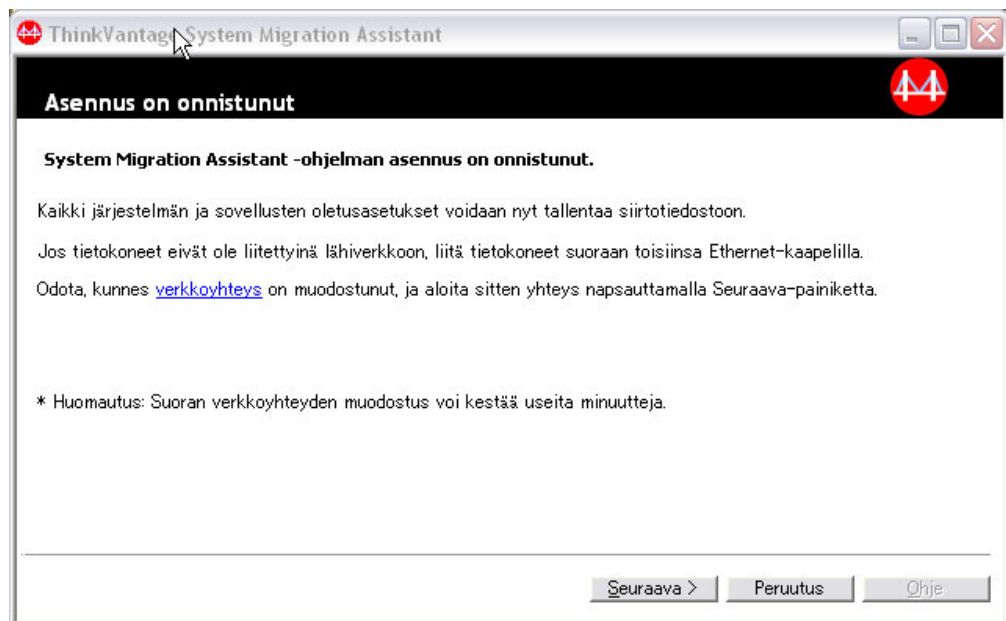 ThinkVantage System Migration Assistant
Asennus on onnistunut
System Migration Assistant -ohjelman asennus on onnistunut.
Kaikki järjestelmän ja sovellusten oletusasetukset voidaan nyt tallentaa siirtotiedostoon.
Jos tietokoneet eivät ole liitettyinä lähiverkkoon, liitä tietokoneet suoraan toisiinsa Ethernet-kaapelilla.
Odota, kunnes verkkoyhteys on muodostunut, ja aloita sitten yhteys napsauttamalla Seuraava-painiketta.
* Huomautus: Suoran verkkoyhteyden muodostus voi kestää useita minuutteja.
Seuraava > Peruutus Ohje